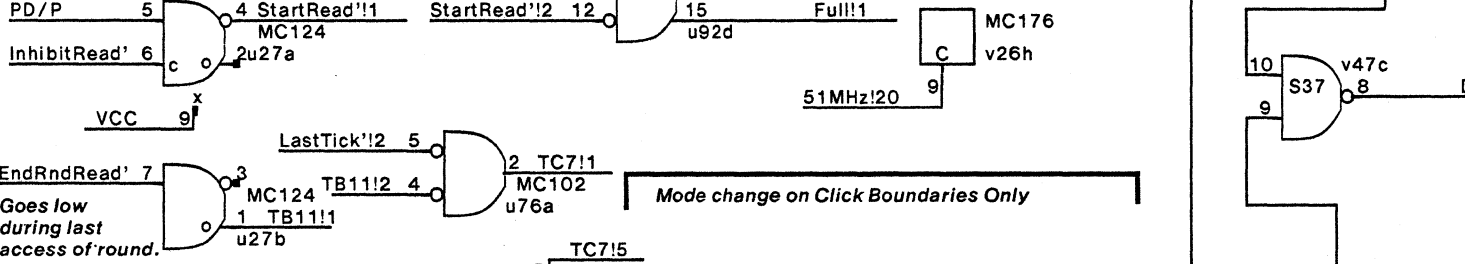 PD/P 5
4 StartRead'!1
MC124
InhibitRead' 6
c
2
u27a
x
VCC 9
StartRead'!2 12
15 Full!1
u92d
MC176
C
v26h
9
51MHz!20
10
9
S37
v47c
8
LastTick'!2 5
TB11!2 4
2 TC7!1
MC102
u76a
EndRndRead' 7
3
MC124
1 TB11!1
u27b
Goes low
during last
access of round.
Mode change on Click Boundaries Only
TC7!5